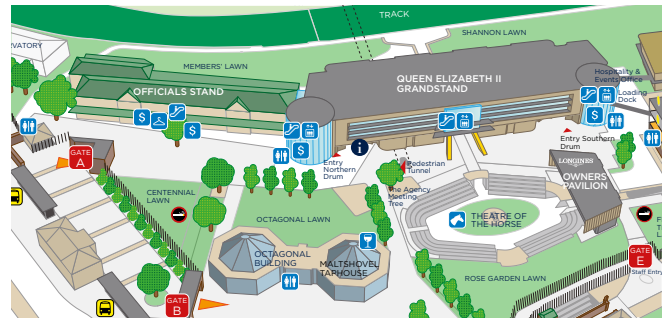 TRACK
SHANNON LAWN
MEMBERS' LAWN
QUEEN ELIZABETH II
GRANDSTAND
OFFICIALS STAND
Hospitality &
Events Office
Loading
Dock
$
$
$
$
i
GATE
A
Entry
Northern
Drum
Pedestrian
Tunnel
The Agency
Meeting
Tree
Entry Southern
Drum
LONGINES
OWNERS
PAVILION
CENTENNIAL
LAWN
OCTAGONAL LAWN
THEATRE OF
THE HORSE
OCTAGONAL
BUILDING
MALTSHOVEL
TAPHOUSE
ROSE GARDEN LAWN
GATE
B
GATE
E
Staff Entry